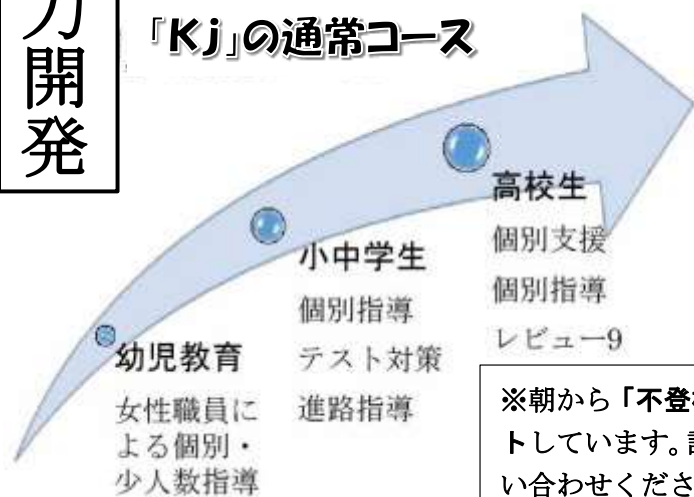 力開発
「Kj」の通常コース
幼児教育
女性職員に
よる個別・
少人数指導
小中学生
個別指導
テスト対策
進路指導
高校生
個別支援
個別指導
レビュー9
※朝から「不登
トしています。
い合わせくださ